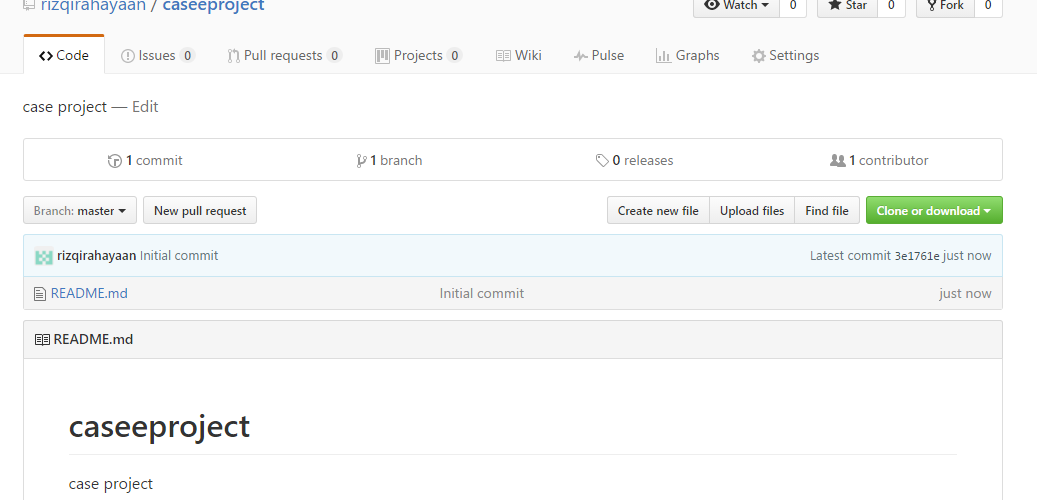 rizqirahayaan / caseeproject
Watch 0 Star 0 Fork 0
Code Issues 0 Pull requests 0 Projects 0 Wiki Pulse Graphs Settings
case project — Edit
1 commit 1 branch 0 releases 1 contributor
Branch: master New pull request Create new file Upload files Find file Clone or download
rizqirahayaan Initial commit Latest commit 3e1761e just now
README.md Initial commit just now
README.md
caseeproject
case project